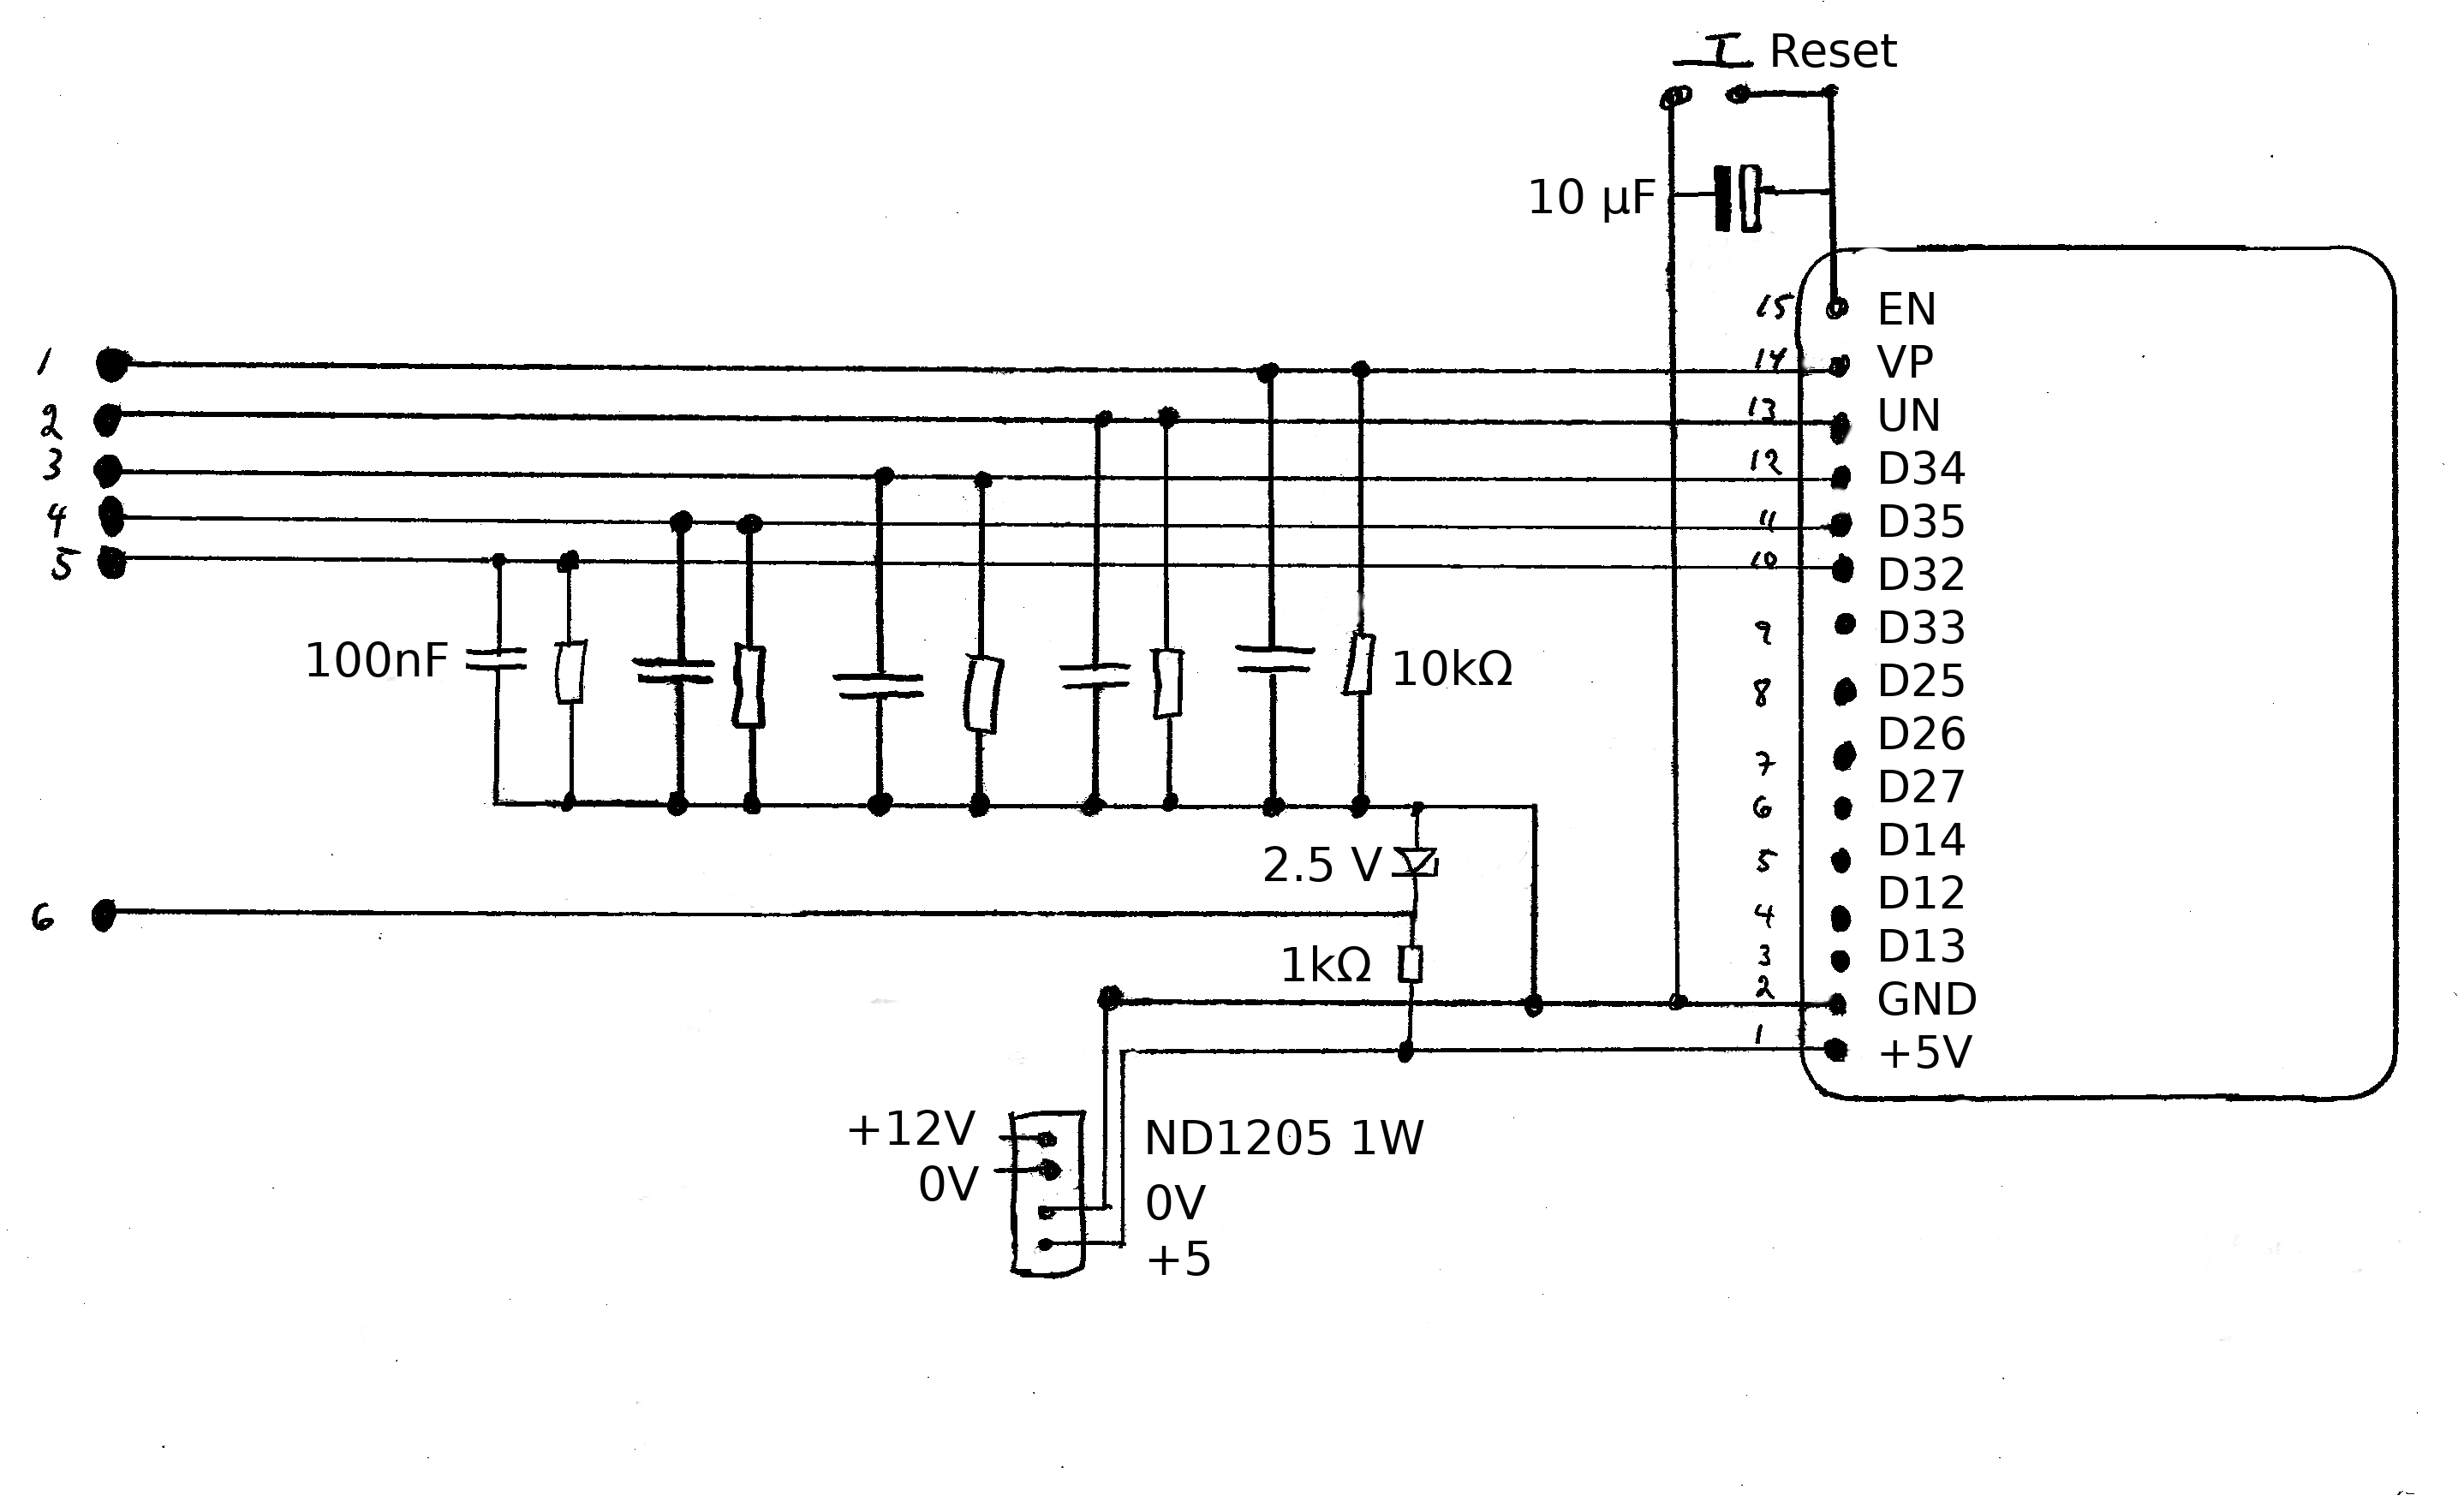 Reset
10 µF
15 EN
1 14 VP
2 13 UN
3 12 D34
4 11 D35
5 10 D32
9 D33
100nF 10kΩ
8 D25
D26
7 D27
6 D14
2.5 V
5 D12
6 4 D13
1kΩ 3
2 GND
1 +5V
+12V ND1205 1W
0V 0V
+5